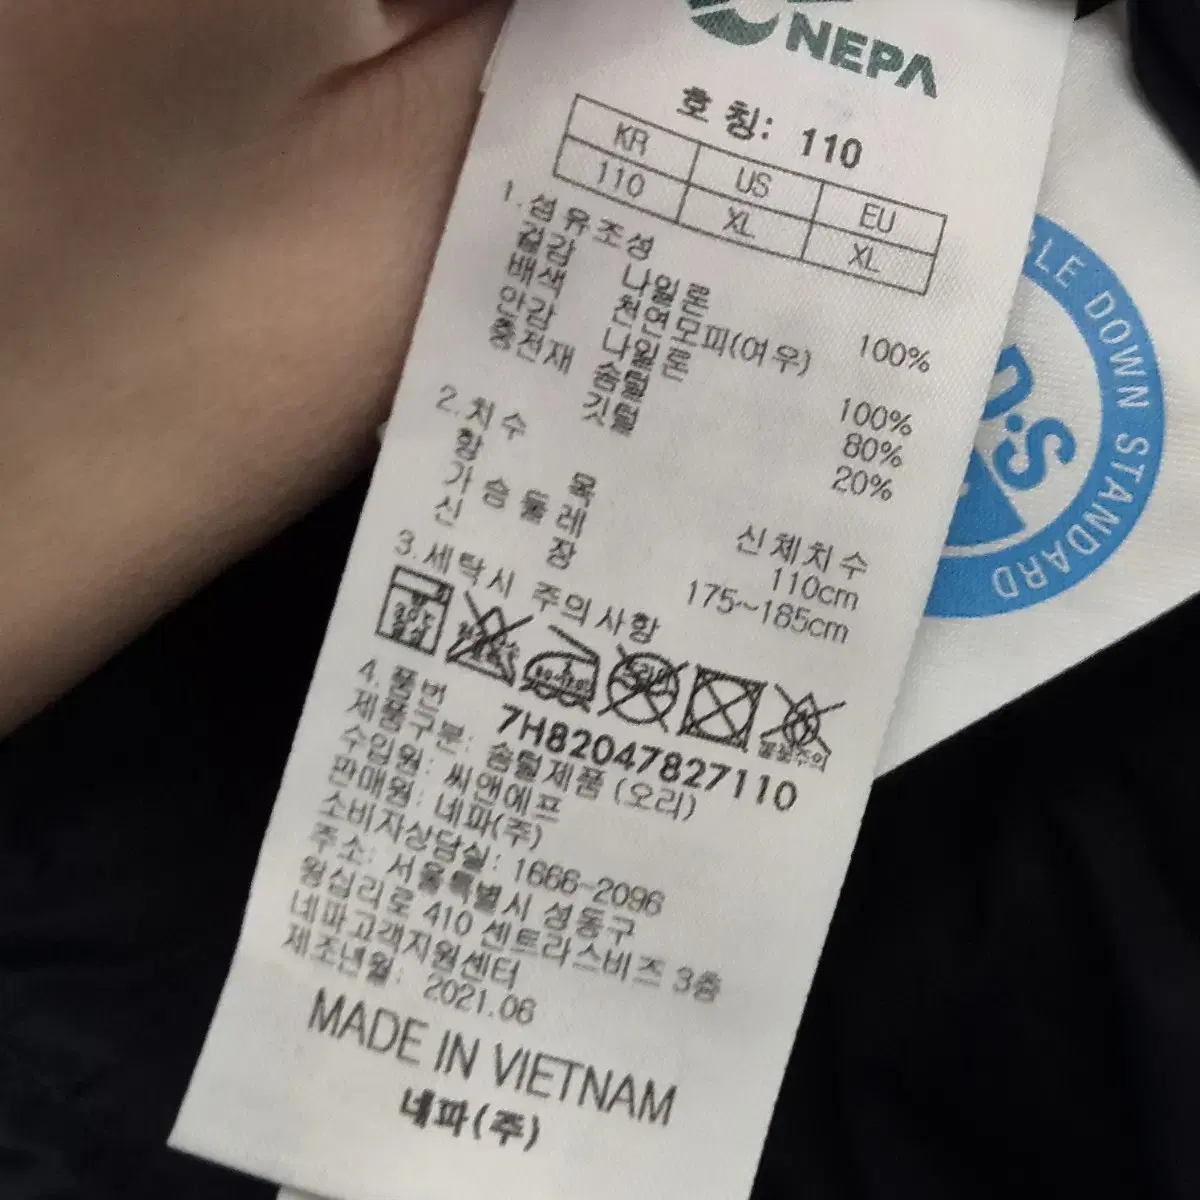 NEPA
호 칭: 110
KR US EU
110 XL XL
1. 섬유조성
겉감 나일론 100%
배색 천연모피(여우)
안감 나일론 100%
충전재 솜털 80%
깃털 20%
2. 치수
항 목 신체치수
가슴둘레 110cm
신 장 175~185cm
3. 세탁시 주의사항
4. 품번 7H82047827110
제품구분: 솜털제품 (오리)
수입원: 씨앤에프
판매원: 네파(주)
소비자상담실: 1666-2096
주소: 서울특별시 성동구
왕십리로 410 센트라스비즈 3층
네파고객지원센터
제조년월: 2021.06
MADE IN VIETNAM
네파(주)
DOWN STANDARD